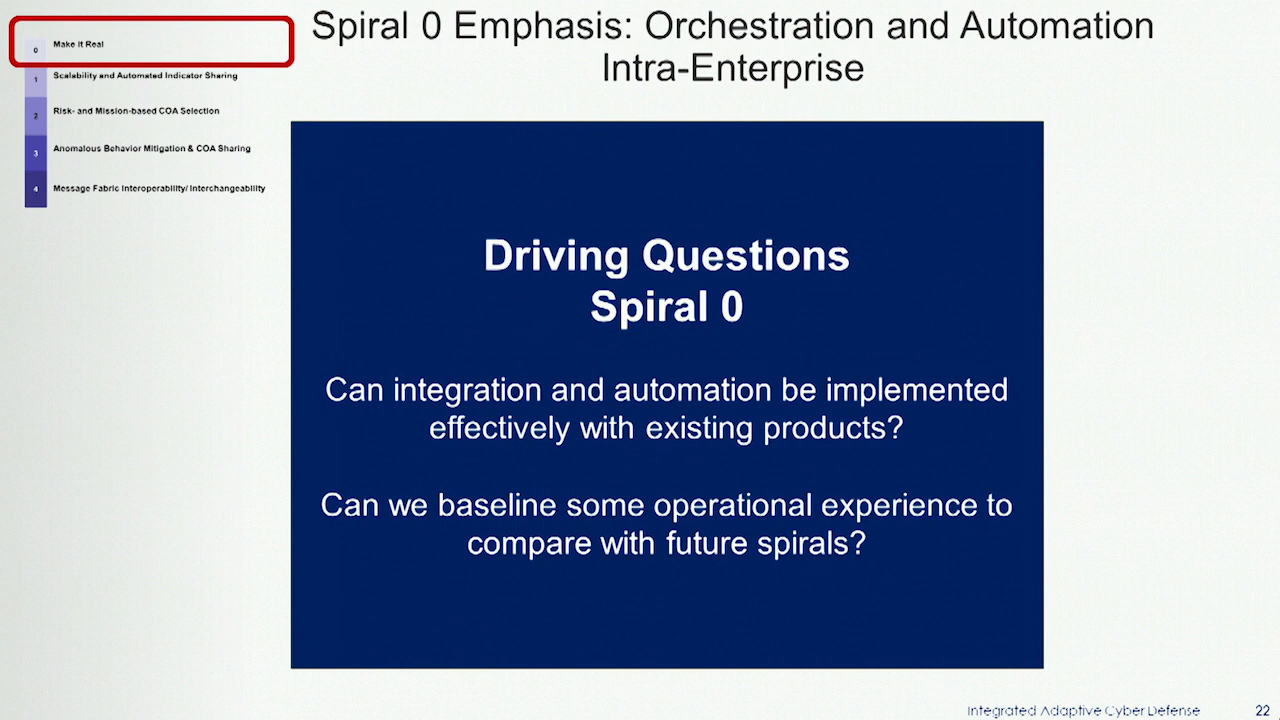 Spiral 0 Emphasis: Orchestration and Automation
Intra-Enterprise
0 Make it Real
1 Scalability and Automated Indicator Sharing
2 Risk- and Mission-based COA Selection
3 Anomalous Behavior Mitigation & COA Sharing
4 Message Fabric Interoperability/ Interchangeability
Driving Questions
Spiral 0
Can integration and automation be implemented
effectively with existing products?
Can we baseline some operational experience to
compare with future spirals?
Integrated Adaptive Cyber Defense 22